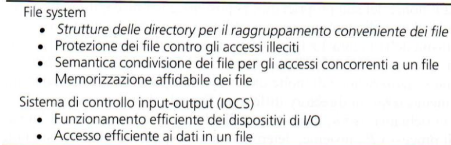 File system
• Strutture delle directory per il raggruppamento conveniente dei file
• Protezione dei file contro gli accessi illeciti
• Semantica condivisione dei file per gli accessi concorrenti a un file
• Memorizzazione affidabile dei file
Sistema di controllo input-output (IOCS)
• Funzionamento efficiente dei dispositivi di I/O
• Accesso efficiente ai dati in un file